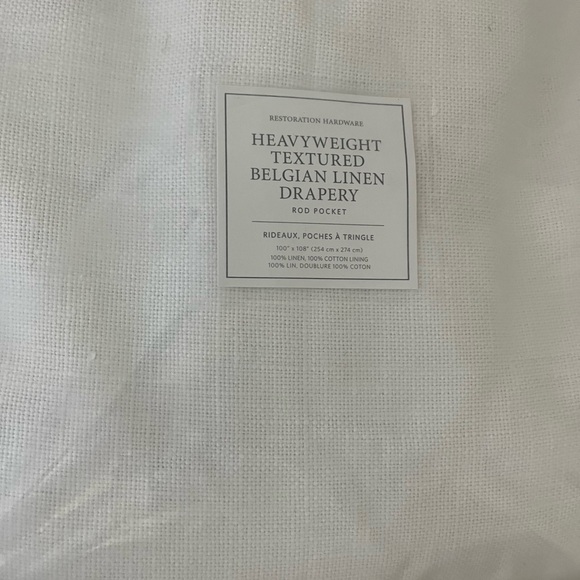 RESTORATION HARDWARE
HEAVYWEIGHT
TEXTURED
BELGIAN LINEN
DRAPERY
ROD POCKET
RIDEAUX, POCHES À TRINGLE
100" x 108" (254 cm x 274 cm)
100% LINEN, 100% COTTON LINING
100% LIN, DOUBLURE 100% COTON